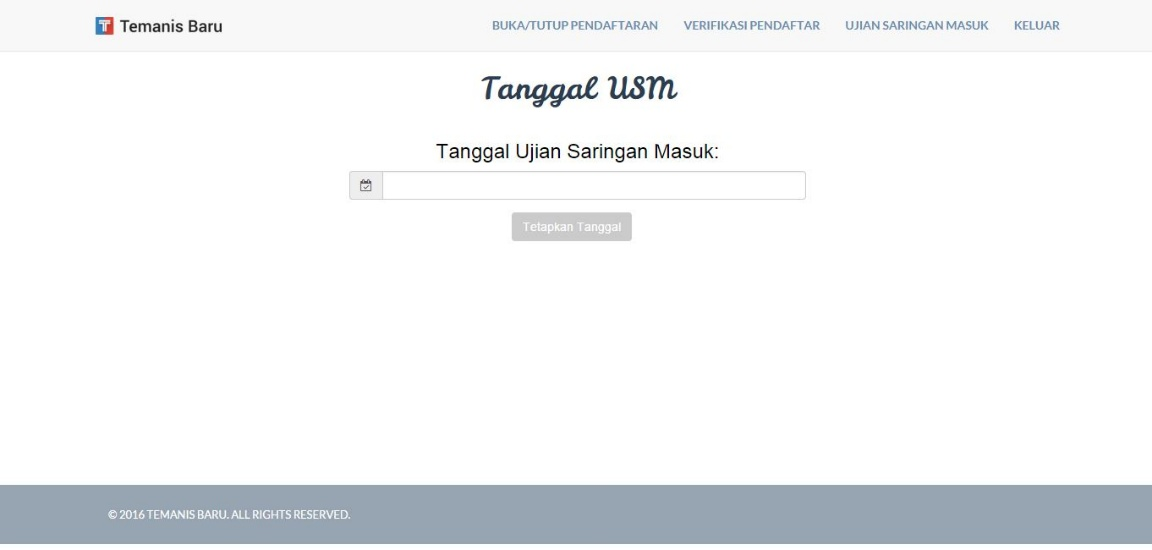 Temanis Baru
BUKA/TUTUP PENDAFTARAN VERIFIKASI PENDAFTAR UJIAN SARINGAN MASUK KELUAR
Tanggal USM
Tanggal Ujian Saringan Masuk:
Tetapkan Tanggal
© 2016 TEMANIS BARU. ALL RIGHTS RESERVED.